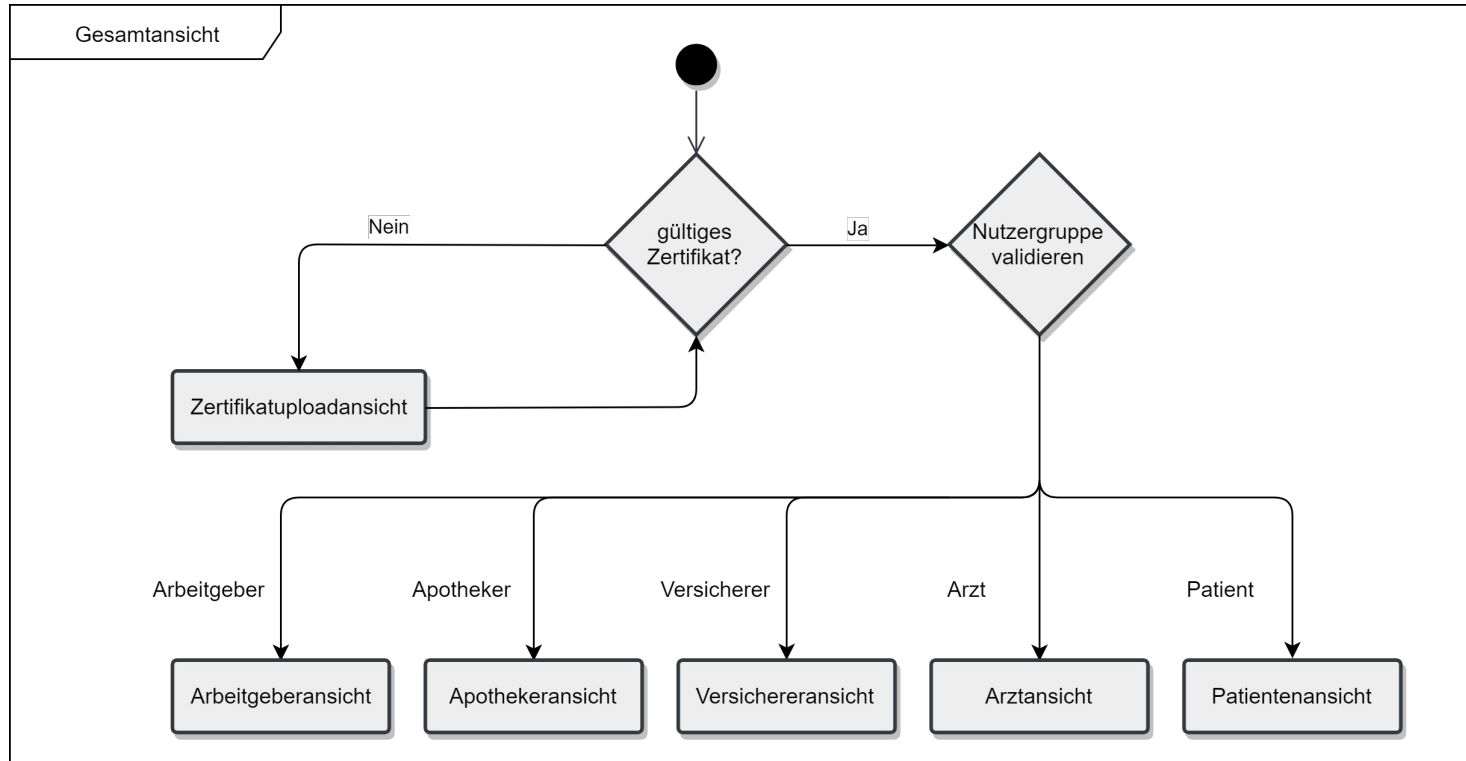 Gesamtansicht
Nein
gültiges
Zertifikat?
Ja
Nutzergruppe
validieren
Zertifikatuploadansicht
Arbeitgeber
Apotheker
Versicherer
Arzt
Patient
Arbeitgeberansicht
Apothekeransicht
Versichereransicht
Arztansicht
Patientenansicht